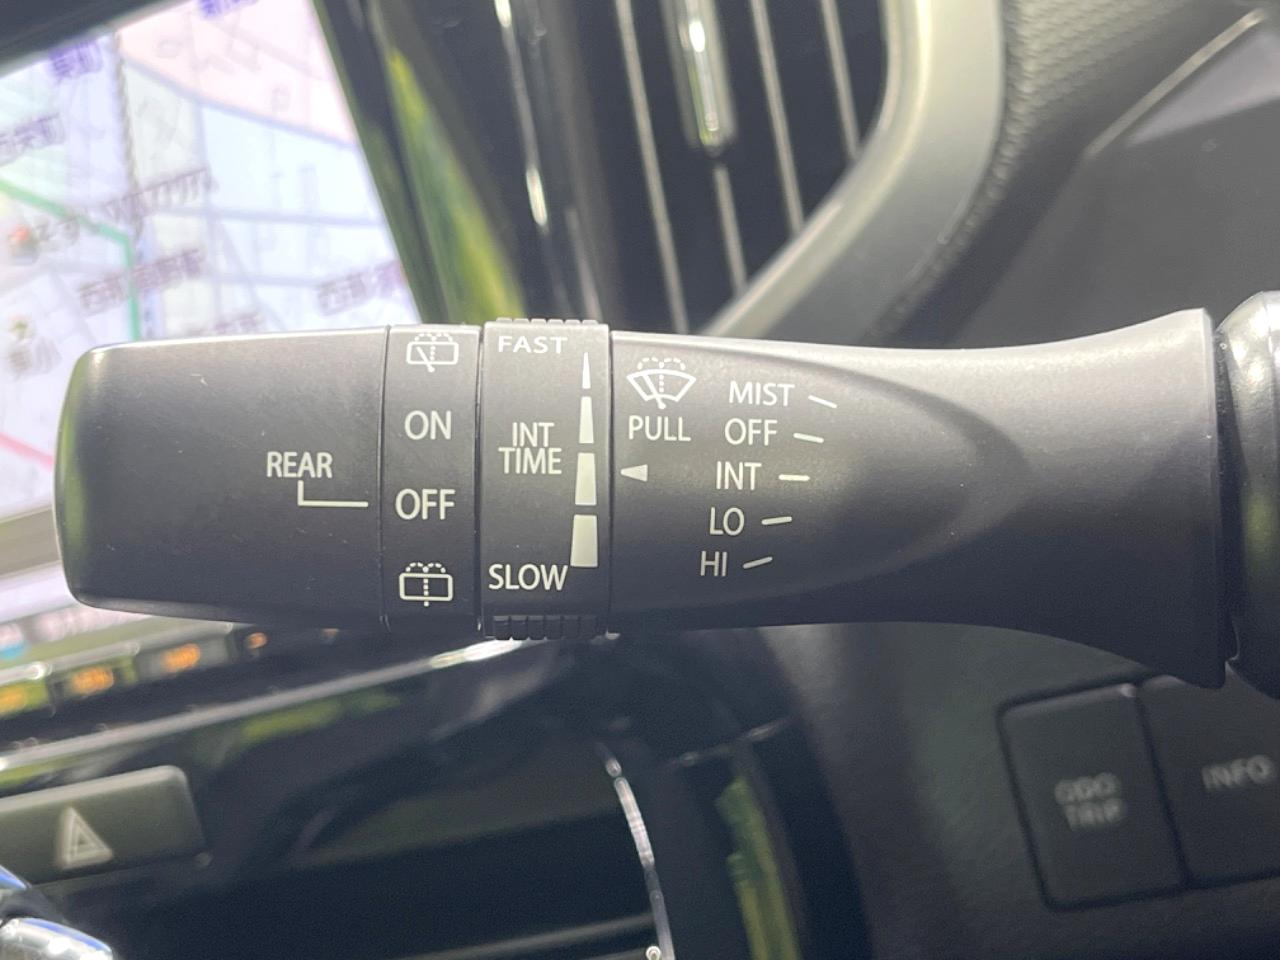 FAST
INT
TIME
SLOW
ON
OFF
REAR
PULL
MIST
OFF
INT
LO
HI
ODO
TRIP
INFO